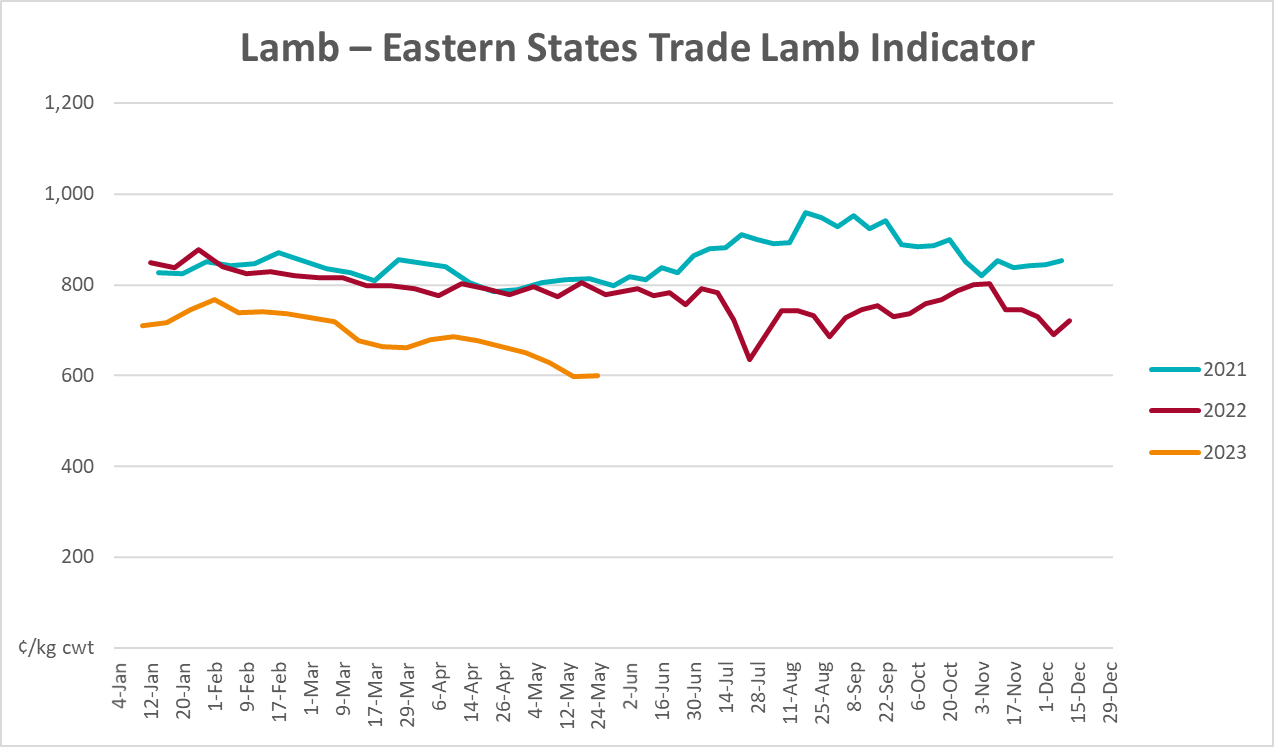 Lamb – Eastern States Trade Lamb Indicator
1,200
1,000
800
600
400
200
¢/kg cwt
4-Jan
12-Jan
20-Jan
1-Feb
9-Feb
17-Feb
1-Mar
9-Mar
17-Mar
29-Mar
6-Apr
14-Apr
26-Apr
4-May
12-May
24-May
2-Jun
16-Jun
30-Jun
14-Jul
28-Jul
11-Aug
25-Aug
8-Sep
22-Sep
6-Oct
20-Oct
3-Nov
17-Nov
1-Dec
15-Dec
29-Dec
2021
2022
2023